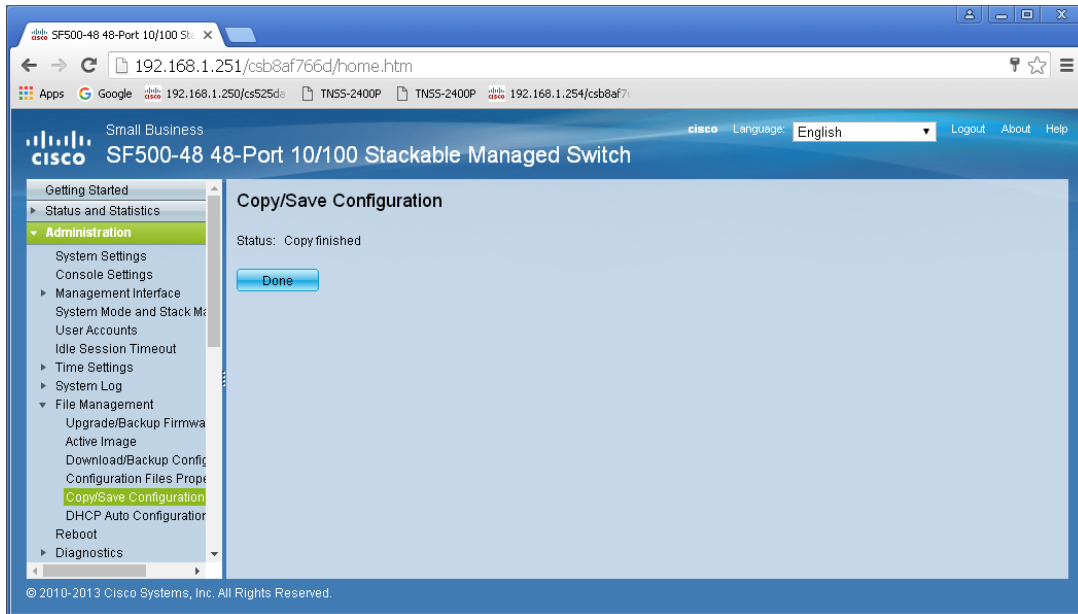 SF500-48 48-Port 10/100 Sta
192.168.1.251/csb8af766d/home.htm
Apps Google 192.168.1.250/cs525da TNSS-2400P TNSS-2400P 192.168.1.254/csb8af7
Small Business
cisco Language: English Logout About Help
CISCO SF500-48 48-Port 10/100 Stackable Managed Switch
Getting Started
Status and Statistics
Administration
System Settings
Console Settings
Management Interface
System Mode and Stack Ma
User Accounts
Idle Session Timeout
Time Settings
System Log
File Management
Upgrade/Backup Firmwa
Active Image
Download/Backup Config
Configuration Files Prope
Copy/Save Configuration
DHCP Auto Configuration
Reboot
Diagnostics
Copy/Save Configuration
Status: Copy finished
Done
© 2010-2013 Cisco Systems, Inc. All Rights Reserved.